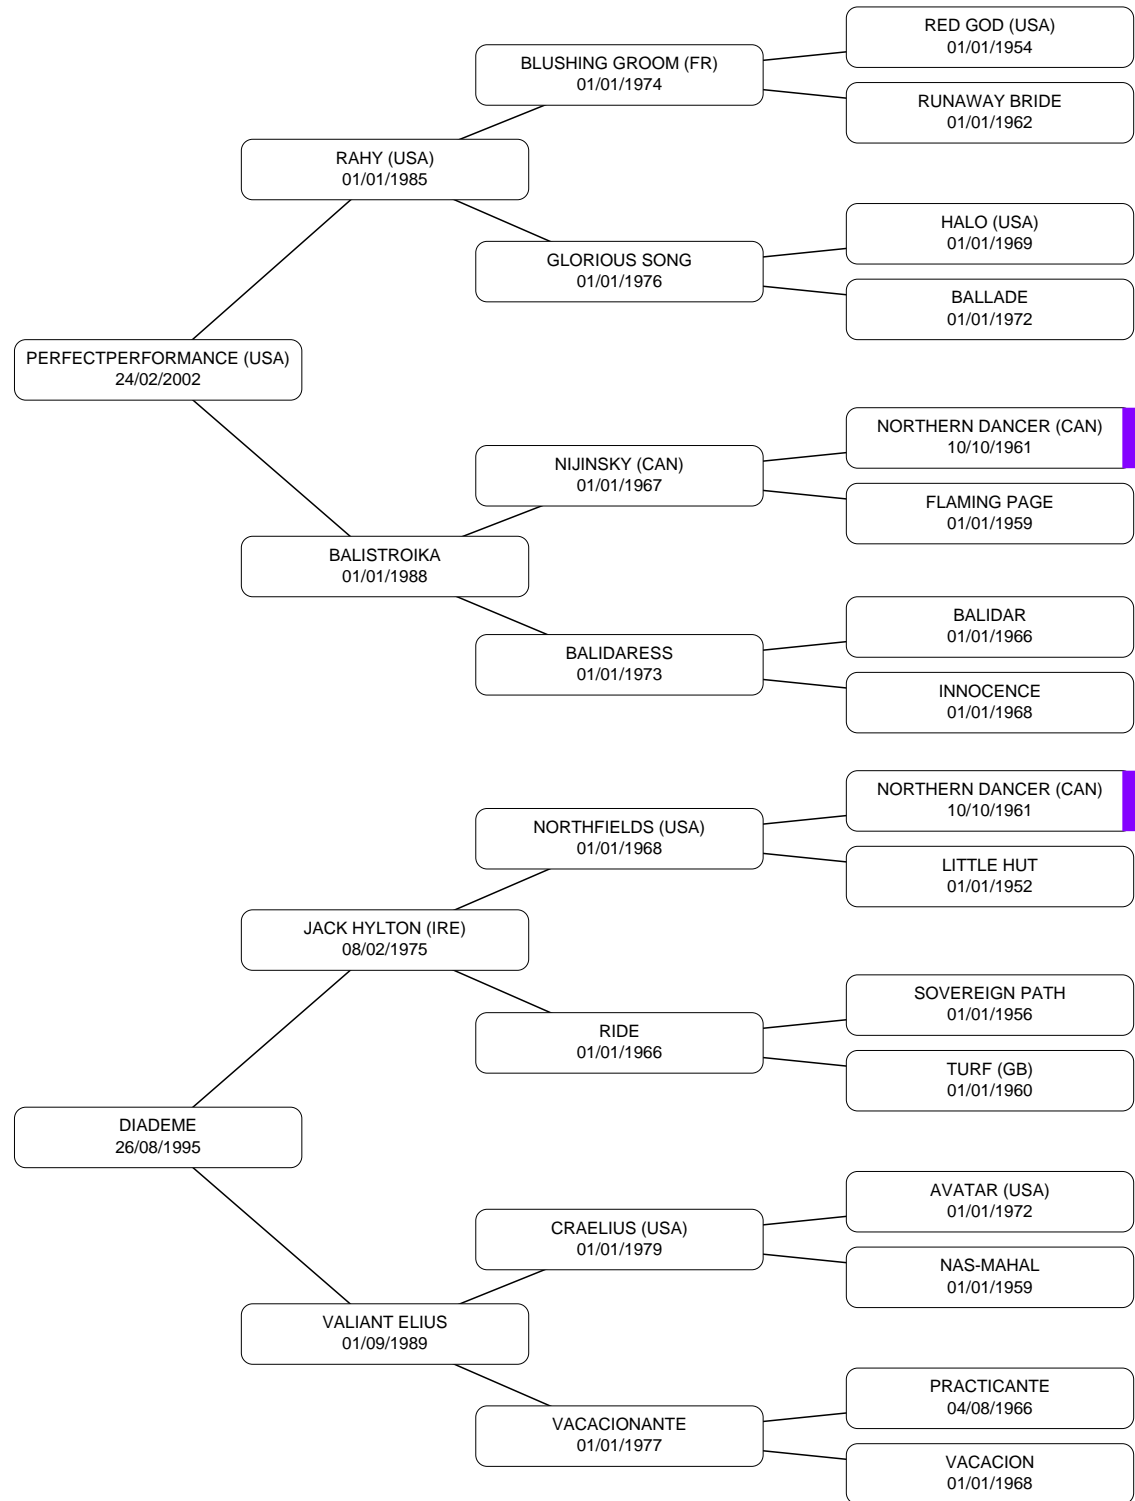 RED GOD (USA)
01/01/1954
BLUSHING GROOM (FR)
01/01/1974
RUNAWAY BRIDE
01/01/1962
RAHY (USA)
01/01/1985
HALO (USA)
01/01/1969
GLORIOUS SONG
01/01/1976
BALLADE
01/01/1972
PERFECTPERFORMANCE (USA)
24/02/2002
NORTHERN DANCER (CAN)
10/10/1961
NIJINSKY (CAN)
01/01/1967
FLAMING PAGE
01/01/1959
BALISTROIKA
01/01/1988
BALIDAR
01/01/1966
BALIDARESS
01/01/1973
INNOCENCE
01/01/1968
NORTHERN DANCER (CAN)
10/10/1961
NORTHFIELDS (USA)
01/01/1968
LITTLE HUT
01/01/1952
JACK HYLTON (IRE)
08/02/1975
SOVEREIGN PATH
01/01/1956
RIDE
01/01/1966
TURF (GB)
01/01/1960
DIADEME
26/08/1995
AVATAR (USA)
01/01/1972
CRAELIUS (USA)
01/01/1979
NAS-MAHAL
01/01/1959
VALIANT ELIUS
01/09/1989
PRACTICANTE
04/08/1966
VACACIONANTE
01/01/1977
VACACION
01/01/1968